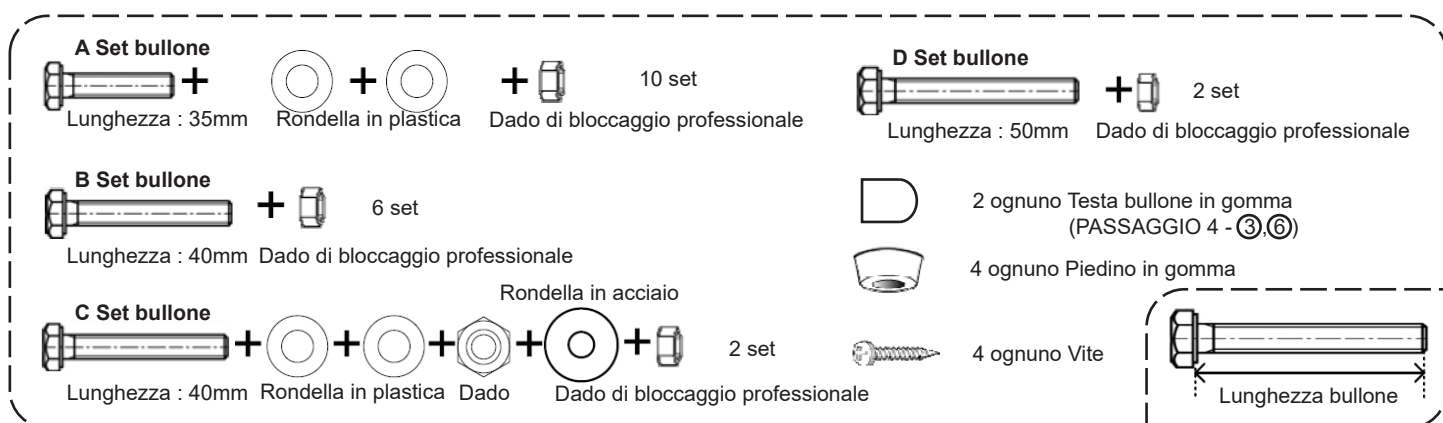 A Set bullone
10 set
Lunghezza : 35mm Rondella in plastica Dado di bloccaggio professionale
B Set bullone
6 set
Lunghezza : 40mm Dado di bloccaggio professionale
C Set bullone
Rondella in acciaio
2 set
Lunghezza : 40mm Rondella in plastica Dado Dado di bloccaggio professionale
D Set bullone
2 set
Lunghezza : 50mm Dado di bloccaggio professionale
2 ognuno Testa bullone in gomma
(PASSAGGIO 4 - ③,⑥)
4 ognuno Piedino in gomma
4 ognuno Vite
Lunghezza bullone